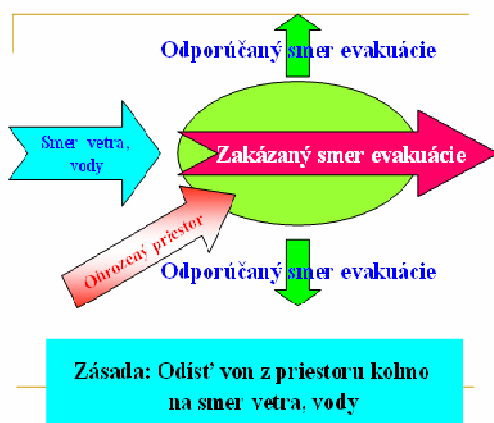 Odporúčaný smer evakuácie
Smer vetra,
vody
Zakázaný smer evakuácie
Ohrozený priestor
Odporúčaný smer evakuácie
Zásada: Odísť von z priestoru kolmo
na smer vetra, vody